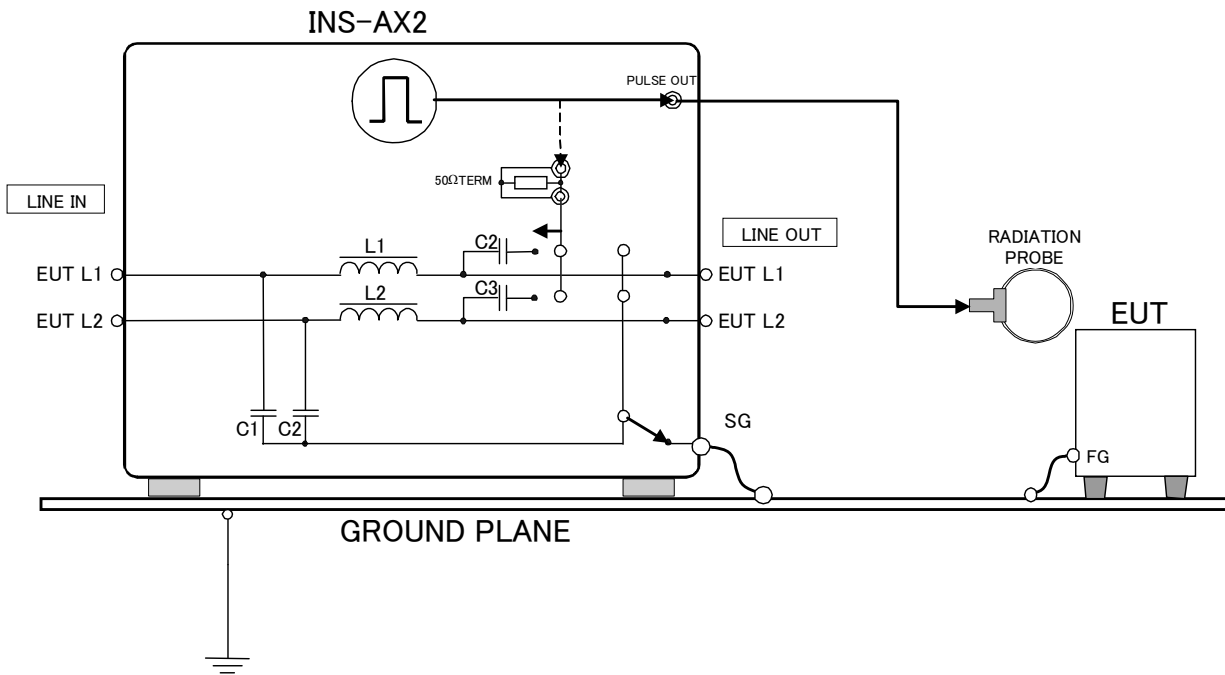 INS-AX2
PULSE OUT
50ΩTERM
LINE IN
LINE OUT
RADIATION
PROBE
L1
C2
EUT L1
EUT L1
L2
C3
EUT L2
EUT L2
EUT
C1
C2
SG
FG
GROUND PLANE